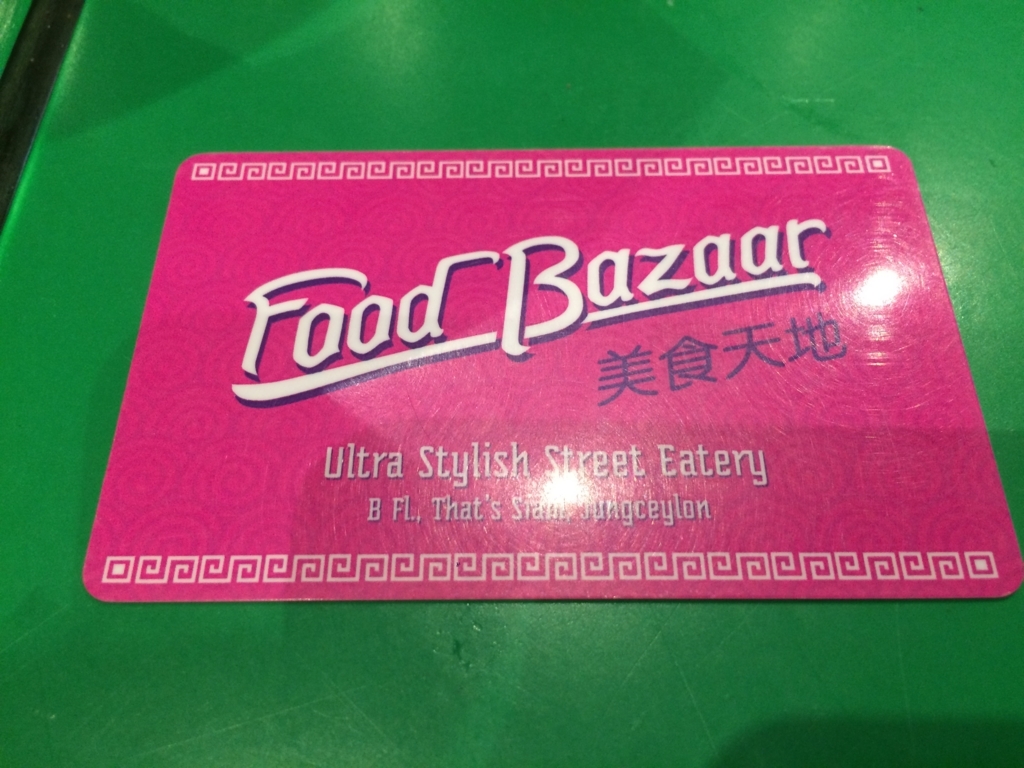 Food Bazaar
美食天地
Ultra Stylish Street Eatery
B Fl., That's Siam, Jungceylon